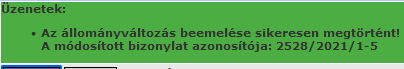 Üzenetek:
• Az állományváltozás beemelése sikeresen megtörtént!
A módosított bizonylat azonosítója: 2528/2021/1-5